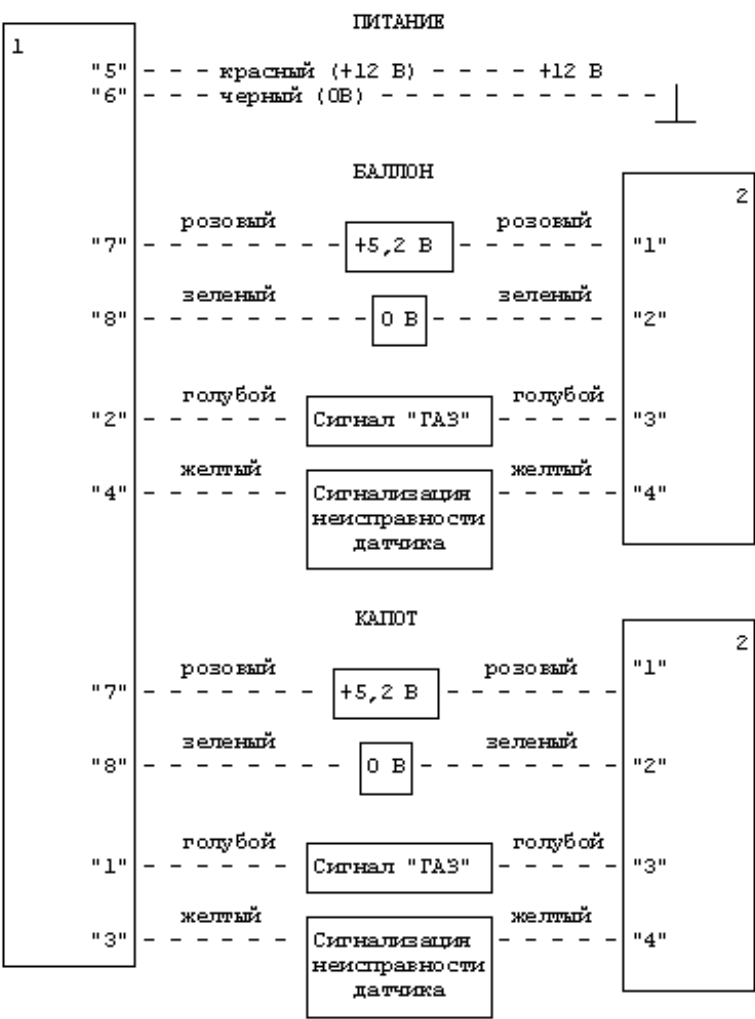 ПИТАНИЕ
1
"5" - - - красный (+12 В) - - - - +12 В
"6" - - - черный (0В) - - - - - - - - - - - -
БАЛЛОН
2
розовый розовый
"7" +5,2 В "1"
зеленый зеленый
"8" 0 В "2"
голубой голубой
"2" Сигнал "ГАЗ" "3"
желтый желтый
"4" Сигнализация "4"
неисправности
датчика
КАПОТ
2
розовый розовый "1"
"7" +5,2 В
зеленый зеленый
"8" 0 В "2"
голубой голубой
"1" Сигнал "ГАЗ" "3"
желтый желтый
"3" Сигнализация "4"
неисправности
датчика